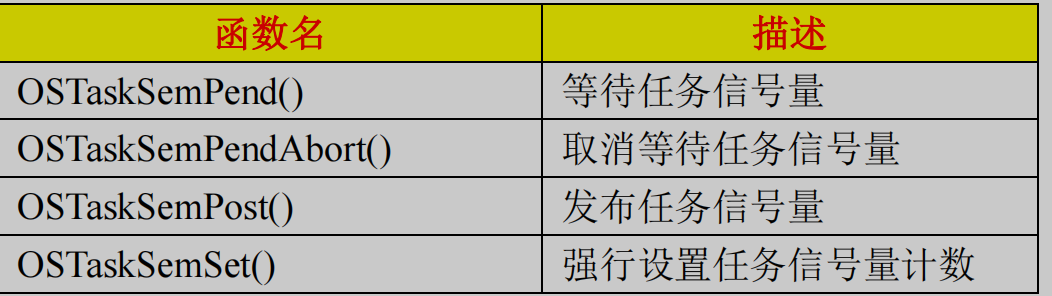 函数名 描述
OSTaskSemPend() 等待任务信号量
OSTaskSemPendAbort() 取消等待任务信号量
OSTaskSemPost() 发布任务信号量
OSTaskSemSet() 强行设置任务信号量计数